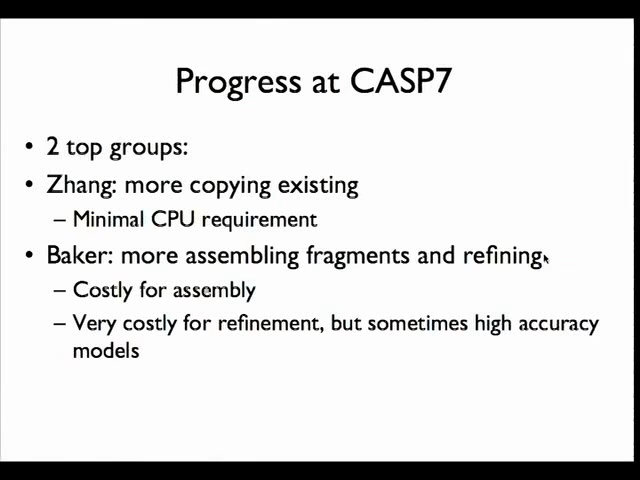 Progress at CASP7
• 2 top groups:
• Zhang: more copying existing
– Minimal CPU requirement
• Baker: more assembling fragments and refining
– Costly for assembly
– Very costly for refinement, but sometimes high accuracy
models